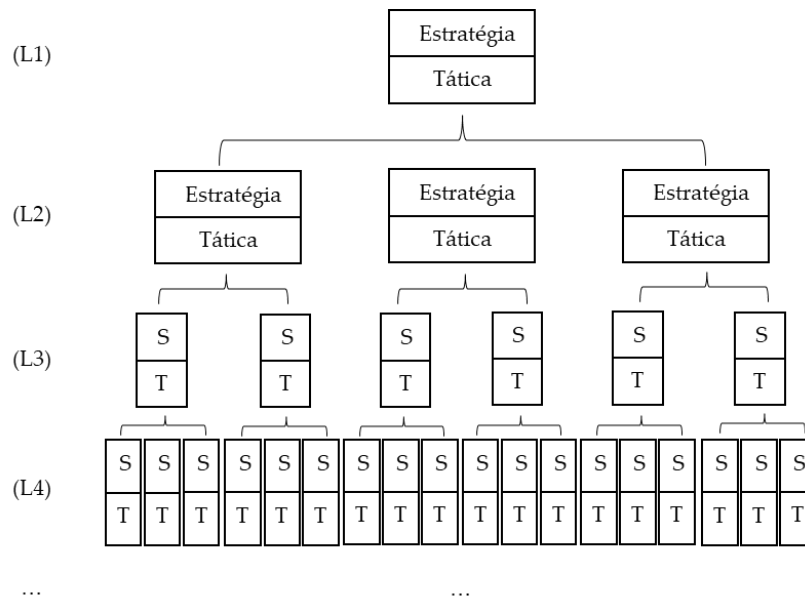 (L1)
Estratégia
Tática
(L2)
Estratégia Estratégia Estratégia
Tática Tática Tática
(L3)
S S S S S S
T T T T T T
(L4)
S S S S S S S S S S S S S S S S S S
T T T T T T T T T T T T T T T T T T
... ...